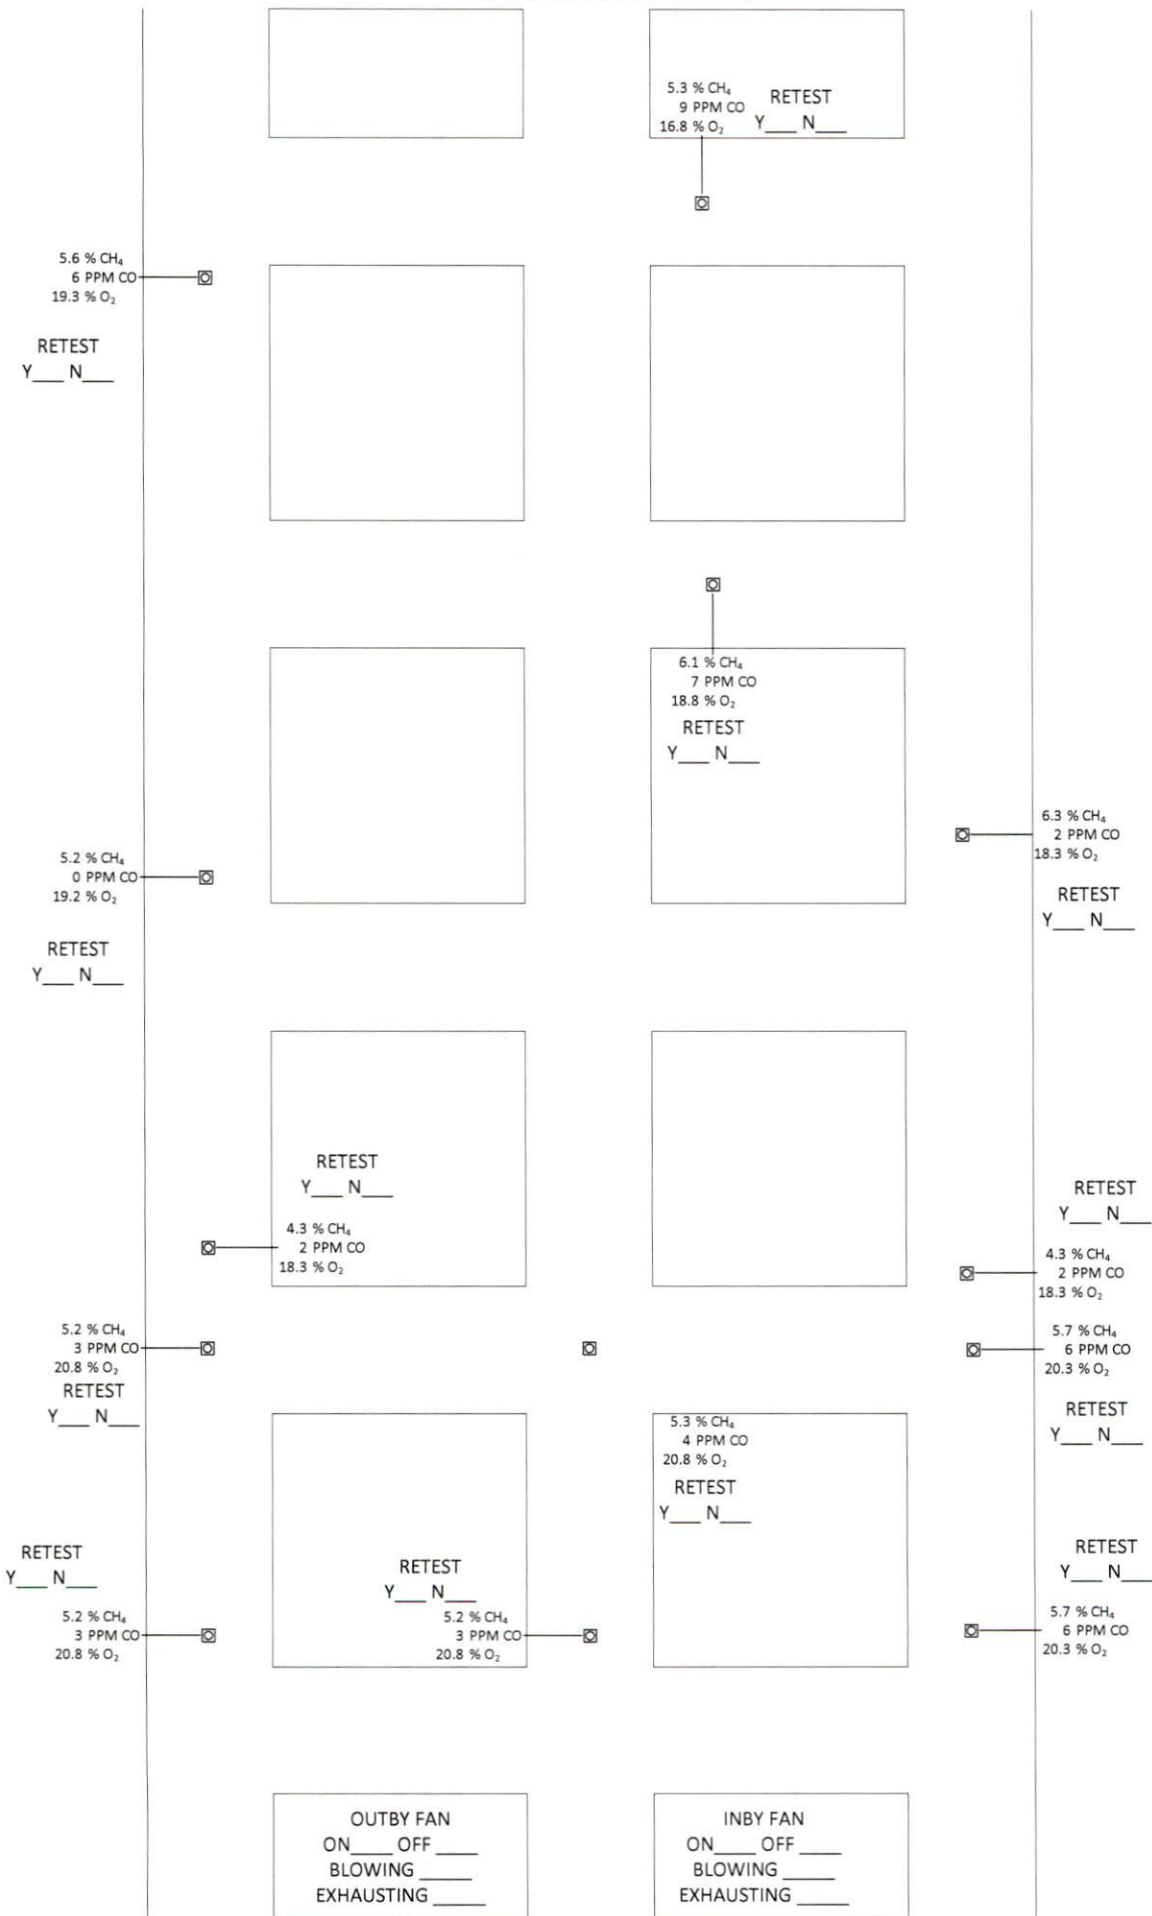 5.3 % CH₄
9 PPM CO
16.8 % O₂
RETEST
Y___ N___
5.6 % CH₄
6 PPM CO
19.3 % O₂
RETEST
Y___ N___
6.1 % CH₄
7 PPM CO
18.8 % O₂
RETEST
Y___ N___
6.3 % CH₄
2 PPM CO
18.3 % O₂
RETEST
Y___ N___
5.2 % CH₄
0 PPM CO
19.2 % O₂
RETEST
Y___ N___
RETEST
Y___ N___
4.3 % CH₄
2 PPM CO
18.3 % O₂
RETEST
Y___ N___
4.3 % CH₄
2 PPM CO
18.3 % O₂
5.2 % CH₄
3 PPM CO
20.8 % O₂
RETEST
Y___ N___
5.7 % CH₄
6 PPM CO
20.3 % O₂
RETEST
Y___ N___
5.3 % CH₄
4 PPM CO
20.8 % O₂
RETEST
Y___ N___
RETEST
Y___ N___
5.2 % CH₄
3 PPM CO
20.8 % O₂
RETEST
Y___ N___
5.2 % CH₄
3 PPM CO
20.8 % O₂
RETEST
Y___ N___
5.7 % CH₄
6 PPM CO
20.3 % O₂
OUTBY FAN
ON____ OFF ____
BLOWING _____
EXHAUSTING _____
INBY FAN
ON____ OFF ____
BLOWING _____
EXHAUSTING _____